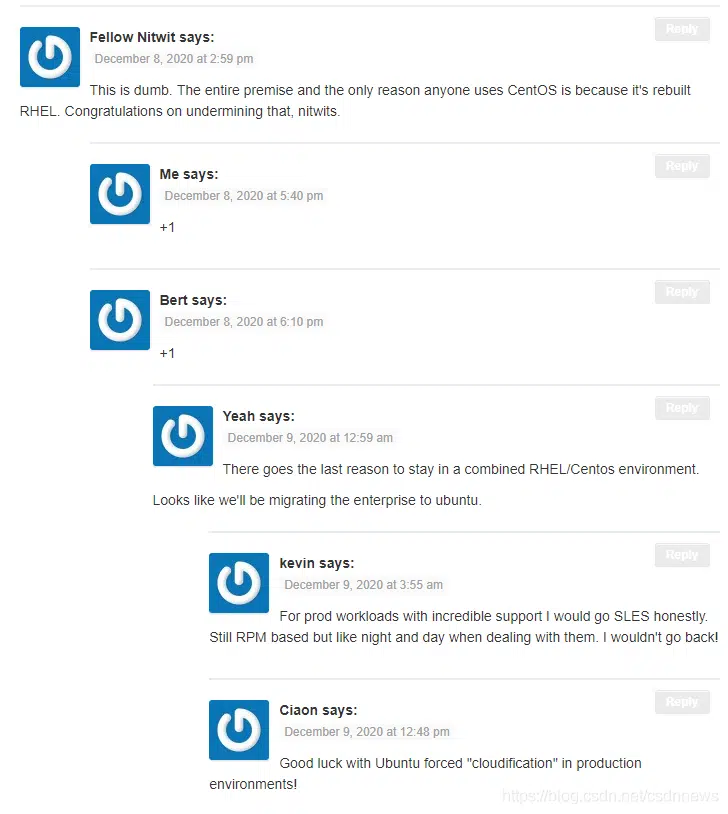 Reply
Fellow Nitwit says:
December 8, 2020 at 2:59 pm
This is dumb. The entire premise and the only reason anyone uses CentOS is because it's rebuilt
RHEL. Congratulations on undermining that, nitwits.
Reply
Me says:
December 8, 2020 at 5:40 pm
+1
Reply
Bert says:
December 8, 2020 at 6:10 pm
+1
Reply
Yeah says:
December 9, 2020 at 12:59 am
There goes the last reason to stay in a combined RHEL/Centos environment.
Looks like we'll be migrating the enterprise to ubuntu.
Reply
kevin says:
December 9, 2020 at 3:55 am
For prod workloads with incredible support I would go SLES honestly.
Still RPM based but like night and day when dealing with them. I wouldn't go back!
Reply
Ciaon says:
December 9, 2020 at 12:48 pm
Good luck with Ubuntu forced "cloudification" in production
environments!
https://blog.csdn.net/csdnnews